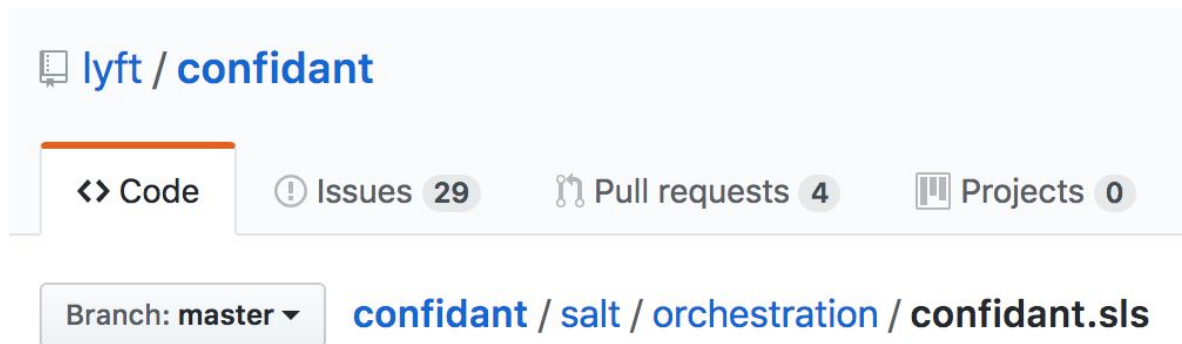 lyft / confidant
<> Code Issues 29 Pull requests 4 Projects 0
Branch: master confidant / salt / orchestration / confidant.sls